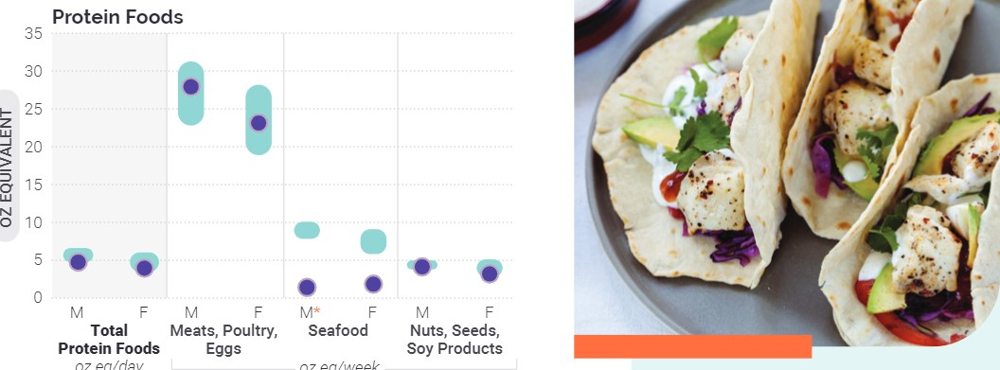 Protein Foods
35
30
25
20
15
10
5
0
OZ EQUIVALENT
M F M F M* F M F
Total
Protein Foods
Meats, Poultry,
Eggs
Seafood
Nuts, Seeds,
Soy Products
oz eq/day
oz eq/week